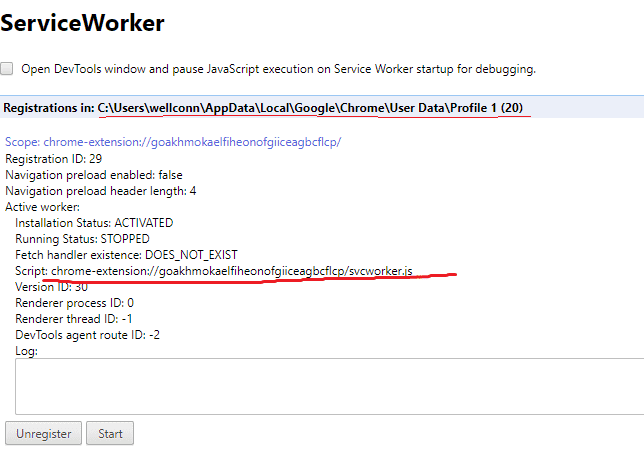 ServiceWorker
Open DevTools window and pause JavaScript execution on Service Worker startup for debugging.
Registrations in: C:\Users\wellconn\AppData\Local\Google\Chrome\User Data\Profile 1 (20)
Scope: chrome-extension://goakhmokaelfiheonofgiiceagbcflcp/
Registration ID: 29
Navigation preload enabled: false
Navigation preload header length: 4
Active worker:
Installation Status: ACTIVATED
Running Status: STOPPED
Fetch handler existence: DOES_NOT_EXIST
Script: chrome-extension://goakhmokaelfiheonofgiiceagbcflcp/svcworker.js
Version ID: 30
Renderer process ID: 0
Renderer thread ID: -1
DevTools agent route ID: -2
Log:
Unregister Start